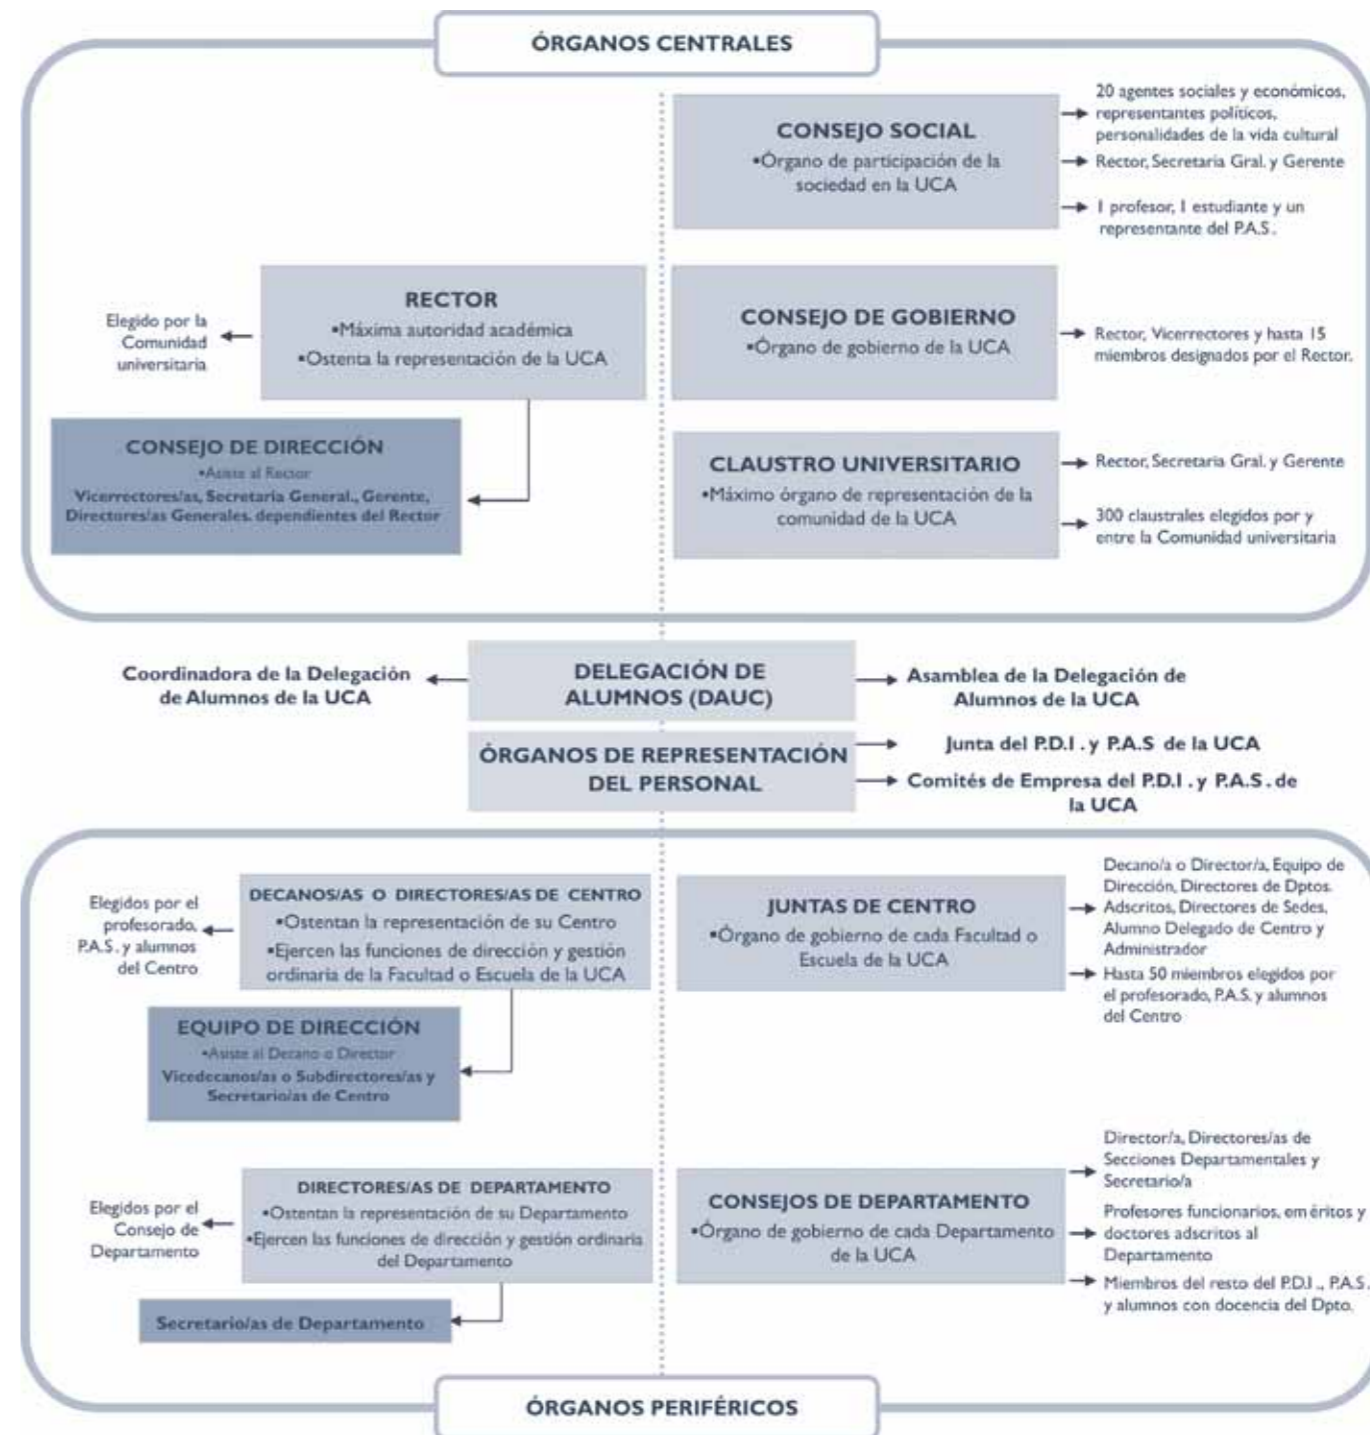 ÓRGANOS CENTRALES
CONSEJO SOCIAL
▪Órgano de participación de la
sociedad en la UCA
20 agentes sociales y económicos,
representantes políticos,
personalidades de la vida cultural
Rector, Secretaria Gral. y Gerente
1 profesor, 1 estudiante y un
representante del P.A.S.
RECTOR
▪Máxima autoridad académica
▪Ostenta la representación de la UCA
Elegido por la
Comunidad
universitaria
CONSEJO DE GOBIERNO
▪Órgano de gobierno de la UCA
Rector, Vicerrectores y hasta 15
miembros designados por el Rector.
CONSEJO DE DIRECCIÓN
▪Asiste al Rector
Vicerrectores/as, Secretaria General., Gerente,
Directores/as Generales. dependientes del Rector
CLAUSTRO UNIVERSITARIO
▪Máximo órgano de representación de la
comunidad de la UCA
Rector, Secretaria Gral. y Gerente
300 claustrales elegidos por y
entre la Comunidad universitaria
Coordinadora de la Delegación
de Alumnos de la UCA
DELEGACIÓN DE
ALUMNOS (DAUC)
Asamblea de la Delegación de
Alumnos de la UCA
ÓRGANOS DE REPRESENTACIÓN
DEL PERSONAL
Junta del P.D.I . y P.A.S de la UCA
Comités de Empresa del P.D.I . y P.A.S . de
la UCA
Elegidos por el
profesorado,
P.A.S. y alumnos
del Centro
DECANOS/AS O DIRECTORES/AS DE CENTRO
▪Ostentan la representación de su Centro
▪Ejercen las funciones de dirección y gestión
ordinaria de la Facultad o Escuela de la UCA
JUNTAS DE CENTRO
▪Órgano de gobierno de cada Facultad o
Escuela de la UCA
Decano/a o Director/a, Equipo de
Dirección, Directores de Dptos.
Adscritos, Directores de Sedes,
Alumno Delegado de Centro y
Administrador
Hasta 50 miembros elegidos por
el profesorado, P.A.S. y alumnos
del Centro
EQUIPO DE DIRECCIÓN
▪Asiste al Decano o Director
Vicedecanos/as o Subdirectores/as y
Secretario/as de Centro
Elegidos por el
Consejo de
Departamento
DIRECTORES/AS DE DEPARTAMENTO
▪Ostentan la representación de su Departamento
▪Ejercen las funciones de dirección y gestión ordinaria
del Departamento
CONSEJOS DE DEPARTAMENTO
▪Órgano de gobierno de cada Departamento
de la UCA
Director/a, Directores/as de
Secciones Departamentales y
Secretario/a
Profesores funcionarios, em éritos y
doctores adscritos al
Departamento
Miembros del resto del P.D.I ., P.A.S .
y alumnos con docencia del Dpto.
Secretario/as de Departamento
ÓRGANOS PERIFÉRICOS